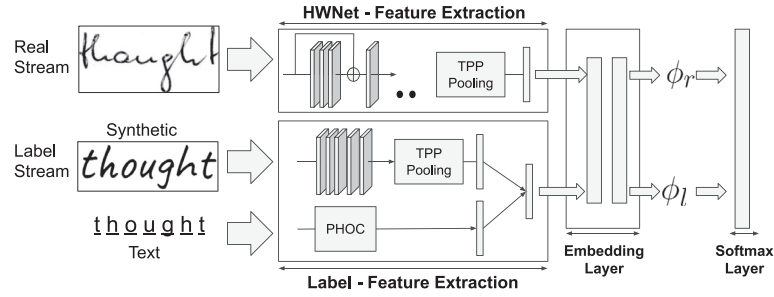 HWNet - Feature Extraction
Real
Stream
thought
TPP
Pooling
ϕr
Synthetic
Label
Stream
thought
TPP
Pooling
ϕl
t h o u g h t
Text
PHOC
Embedding
Layer
Softmax
Layer
Label - Feature Extraction